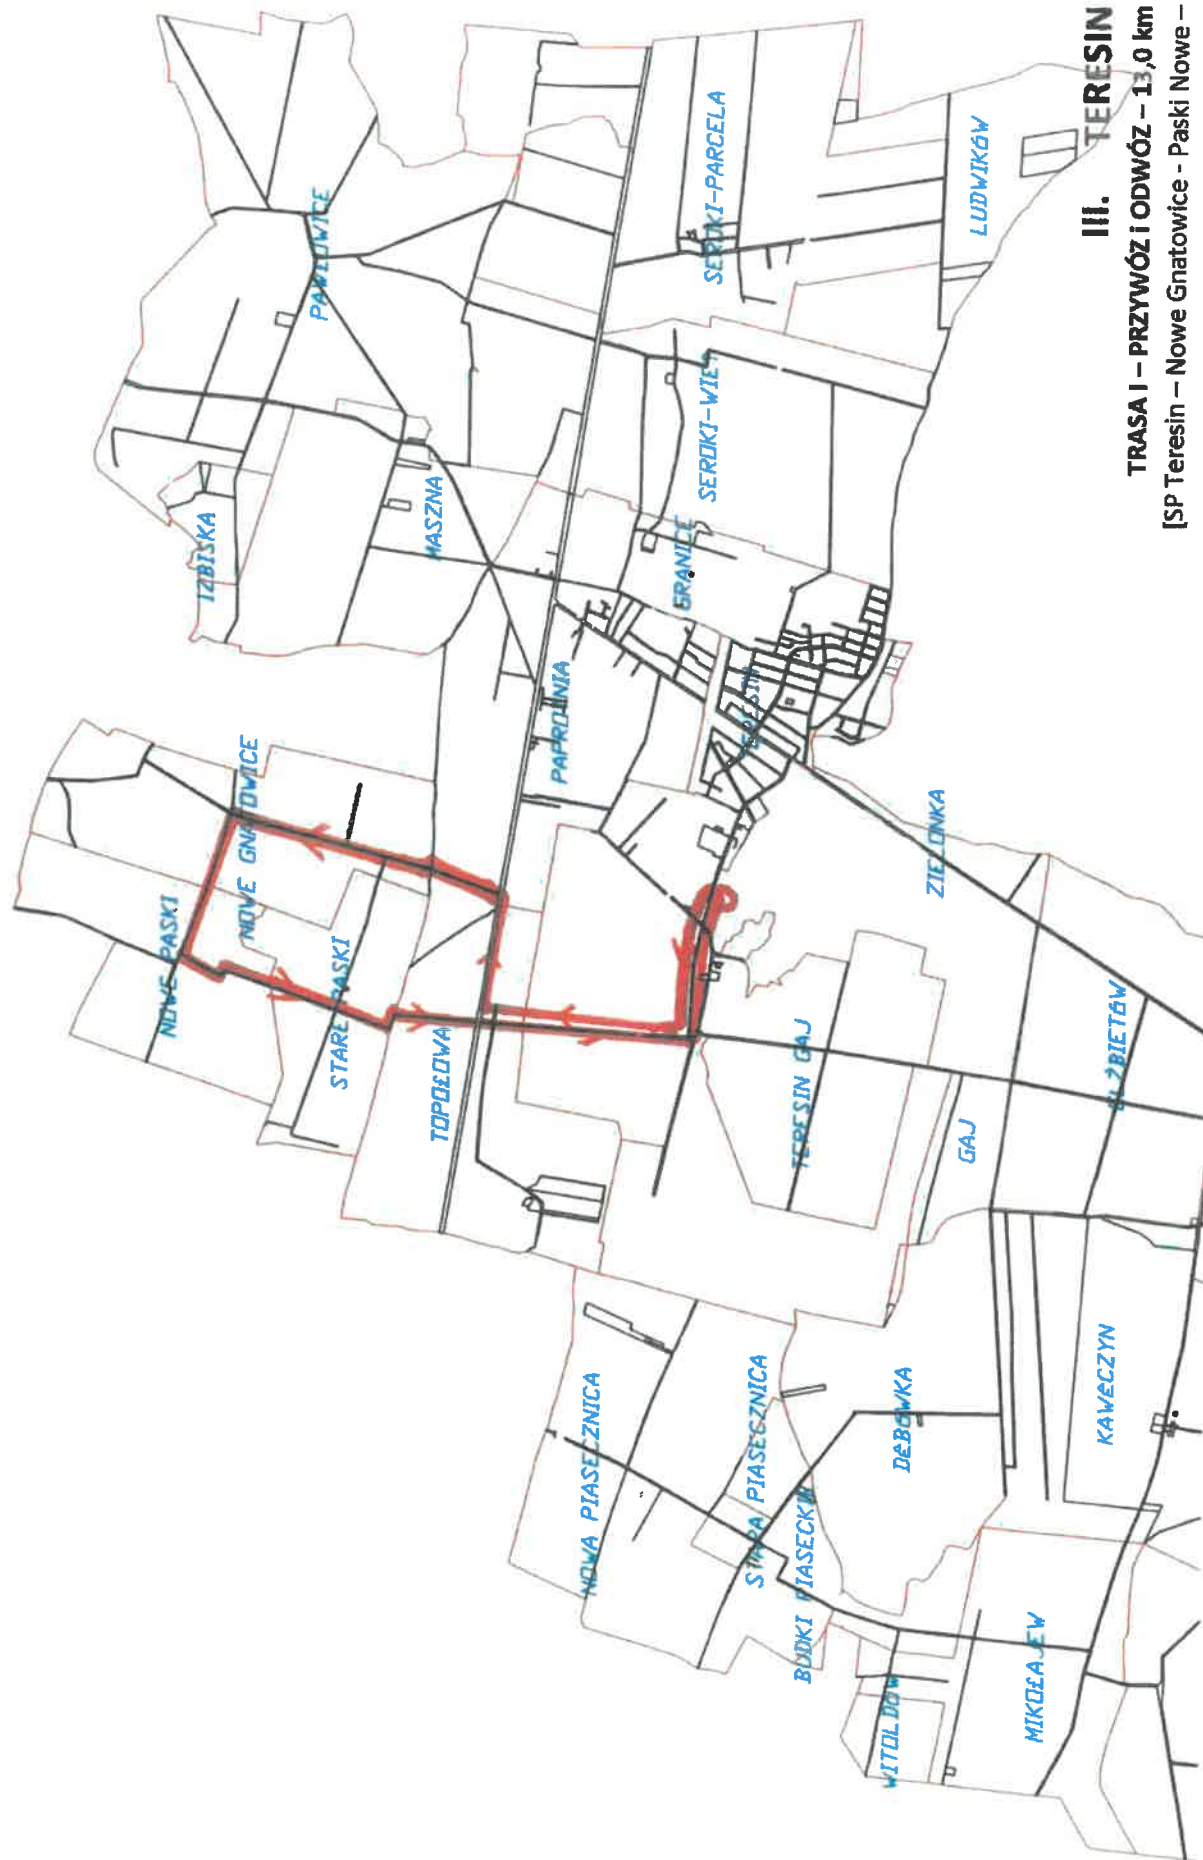 III. TERESIN
TRASA I – PRZYWÓZ i ODWÓZ – 13,0 km
[SP Teresin – Nowe Gnatowice - Paski Nowe –
PAWŁOWICE
IZBISKA
MASZNA
SEROKI-PARCELA
LUDWIKÓW
SEROKI-WIEŚ
GRANICE
PAPROTNIA
TERESIN
NOWE GNATOWICE
NOWE PASKI
STARE PASKI
TOPOŁOWA
ZIELONKA
TERESIN GAJ
GAJ
ELŻBIETÓW
NOWA PIASECZNICA
STARA PIASECZNICA
BUDKI PIASECKIE
DĘBÓWKA
KAWĘCZYN
WITOLDÓW
MIKOŁAJEW